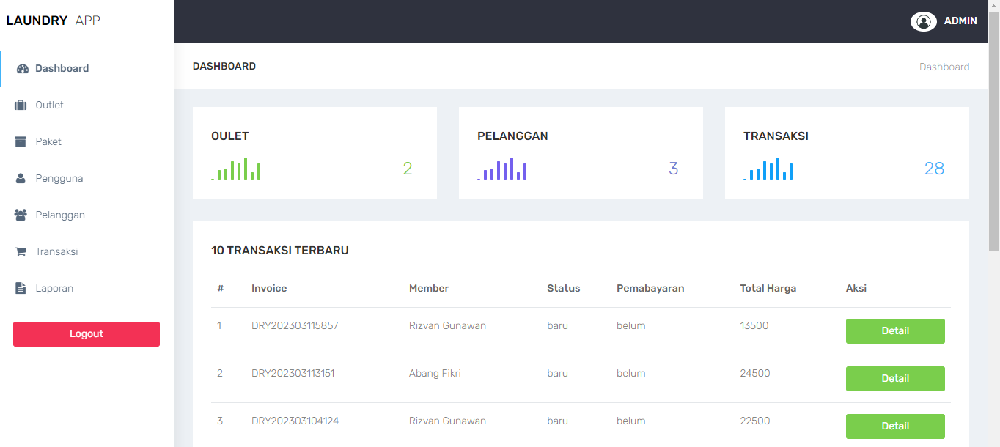 LAUNDRY APP
ADMIN
Dashboard
Outlet
Paket
Pengguna
Pelanggan
Transaksi
Laporan
Logout
DASHBOARD
Dashboard
OULET
2
PELANGGAN
3
TRANSAKSI
28
10 TRANSAKSI TERBARU
# Invoice Member Status Pemabayaran Total Harga Aksi
1 DRY202303115857 Rizvan Gunawan baru belum 13500 Detail
2 DRY202303113151 Abang Fikri baru belum 24500 Detail
3 DRY202303104124 Rizvan Gunawan baru belum 22500 Detail